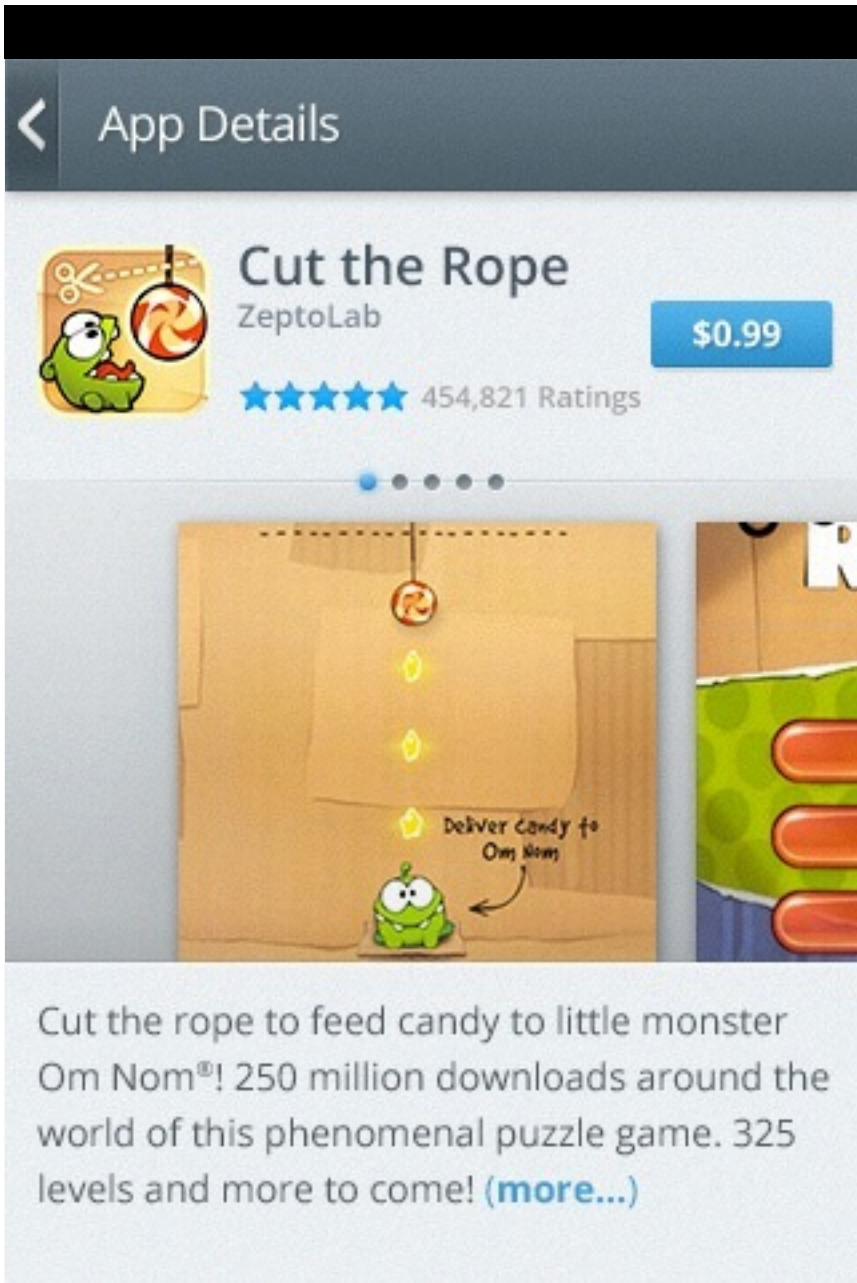 App Details
Cut the Rope
ZeptoLab
$0.99
454,821 Ratings
R
Deliver Candy to
Om Nom
Cut the rope to feed candy to little monster
Om Nom®! 250 million downloads around the
world of this phenomenal puzzle game. 325
levels and more to come! (more...)